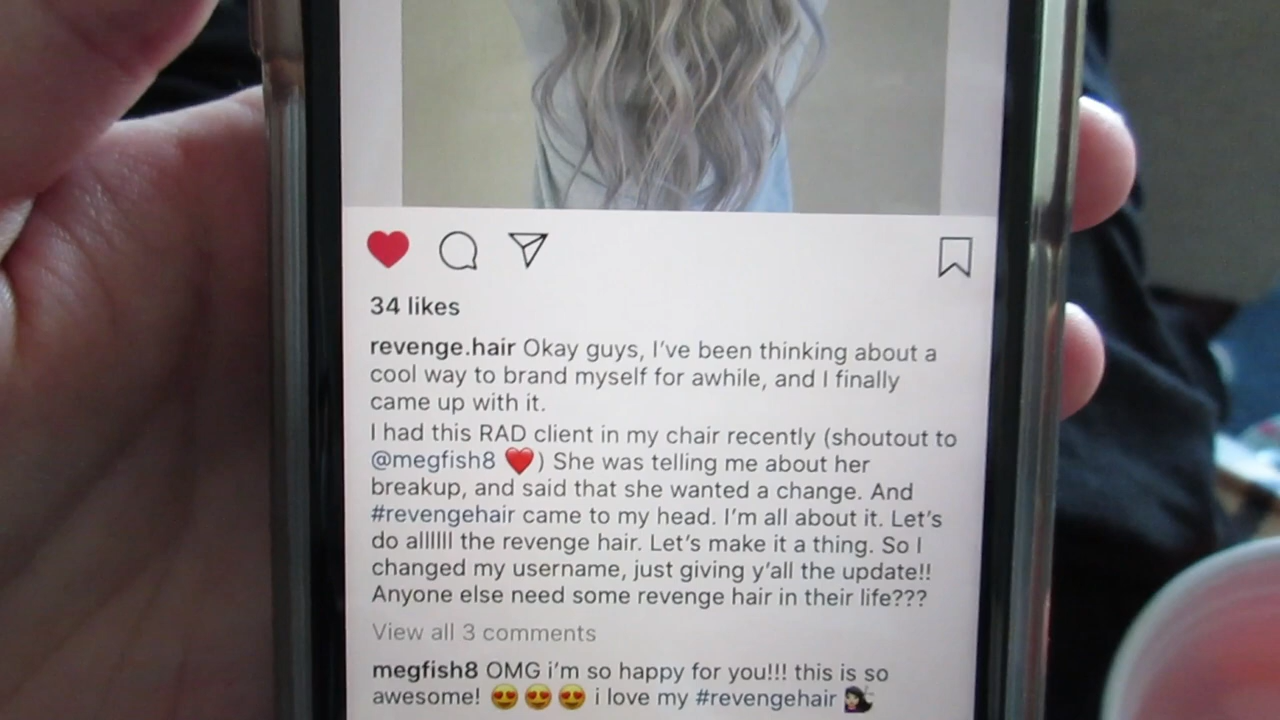 34 likes
revenge.hair Okay guys, I've been thinking about a
cool way to brand myself for awhile, and I finally
came up with it.
I had this RAD client in my chair recently (shoutout to
@megfish8 ❤️) She was telling me about her
breakup, and said that she wanted a change. And
#revengehair came to my head. I'm all about it. Let's
do allllll the revenge hair. Let's make it a thing. So I
changed my username, just giving y'all the update!!
Anyone else need some revenge hair in their life???
View all 3 comments
megfish8 OMG i'm so happy for you!!! this is so
awesome! 😍😍😍 i love my #revengehair 💇🏻‍♀️